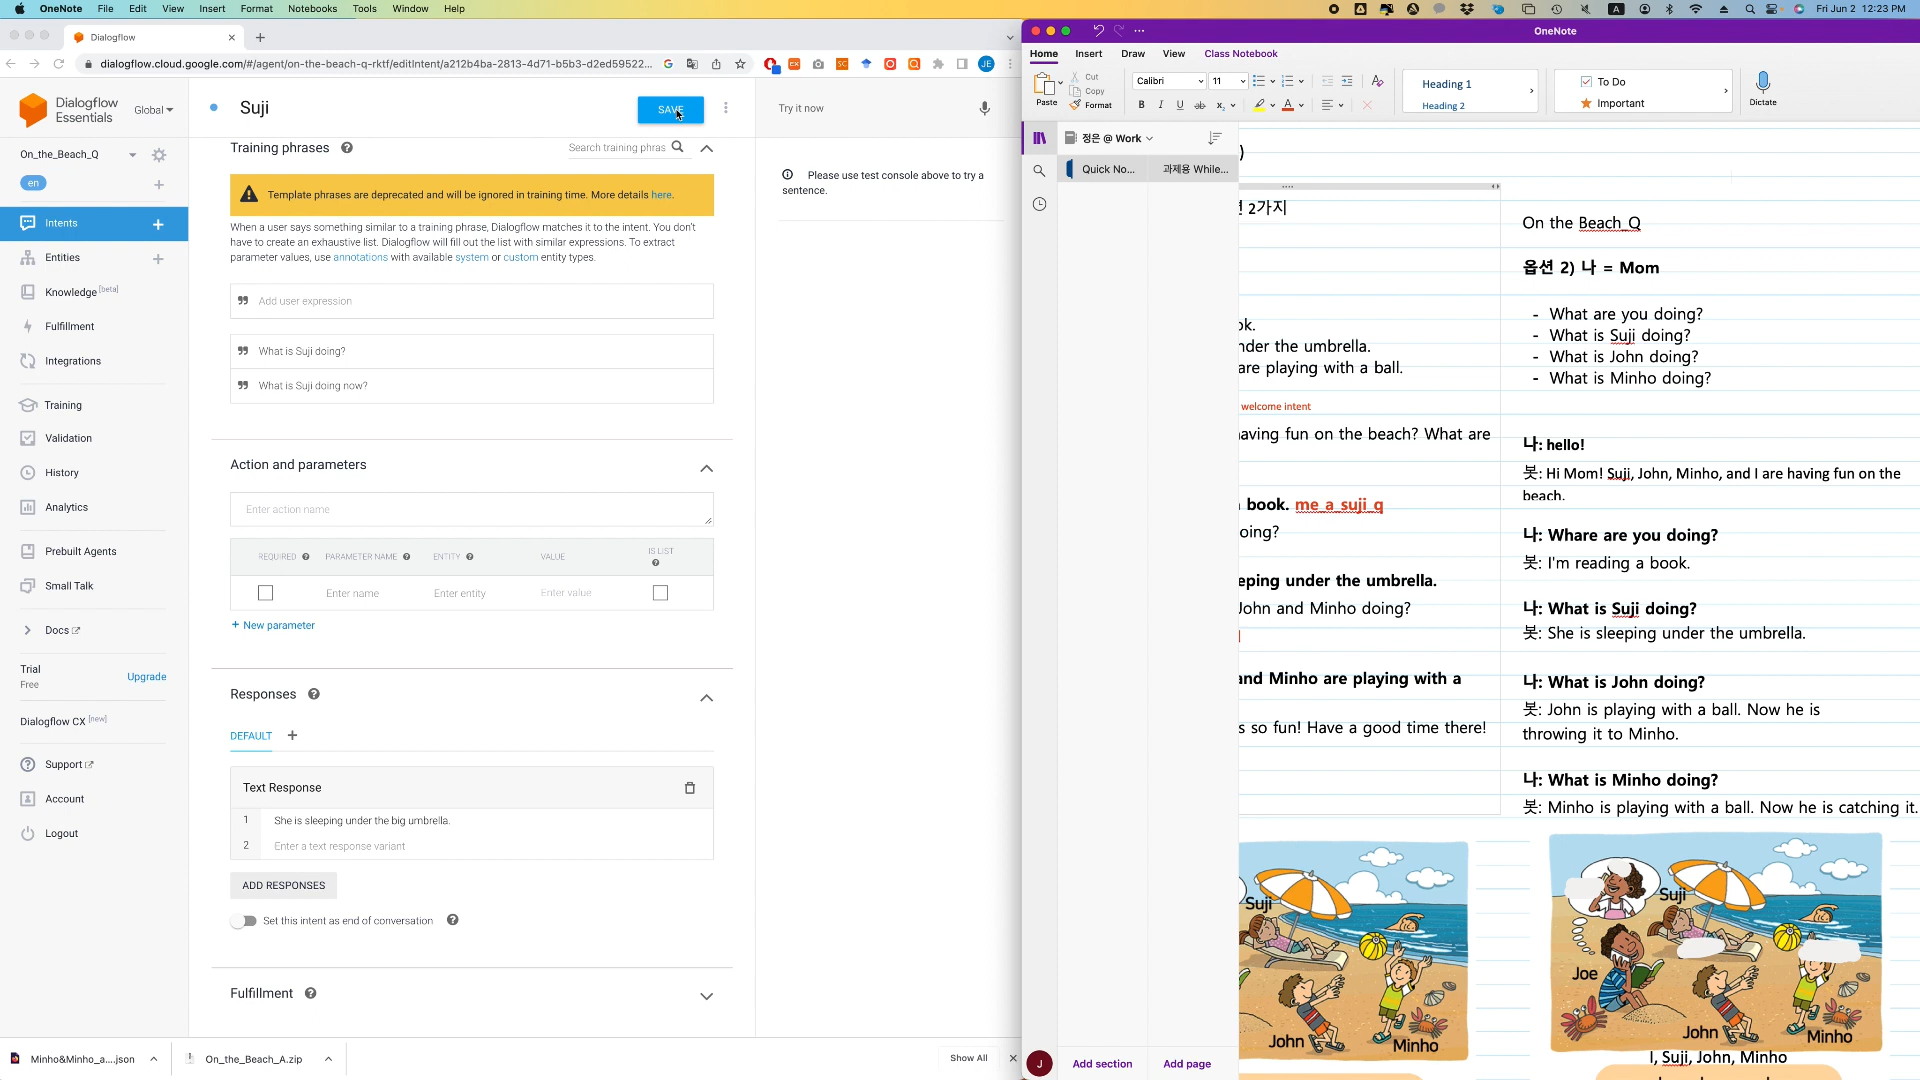 OneNote File Edit View Insert Format Notebooks Tools Window Help
A Fri Jun 2 12:23 PM
Dialogflow
dialogflow.cloud.google.com/#/agent/on-the-beach-q-rktf/editIntent/a212b4ba-2813-4d71-b5b3-d2ed59522...
JE
Dialogflow
Essentials
Global
On_the_Beach_Q
en
Intents
Entities
Knowledge [beta]
Fulfillment
Integrations
Training
Validation
History
Analytics
Prebuilt Agents
Small Talk
Docs
Trial
Free
Upgrade
Dialogflow CX [new]
Support
Account
Logout
Suji
SAVE
Training phrases
Search training phras
Template phrases are deprecated and will be ignored in training time. More details here.
When a user says something similar to a training phrase, Dialogflow matches it to the intent. You don't
have to create an exhaustive list. Dialogflow will fill out the list with similar expressions. To extract
parameter values, use annotations with available system or custom entity types.
Add user expression
What is Suji doing?
What is Suji doing now?
Action and parameters
Enter action name
REQUIRED PARAMETER NAME ENTITY VALUE IS LIST
Enter name Enter entity Enter value
+ New parameter
Responses
DEFAULT +
Text Response
1 She is sleeping under the big umbrella.
2 Enter a text response variant
ADD RESPONSES
Set this intent as end of conversation
Fulfillment
Try it now
Please use test console above to try a
sentence.
Minho&Minho_a....json
On_the_Beach_A.zip
Show All
OneNote
Home Insert Draw View Class Notebook
Paste
Cut
Copy
Format
Calibri 11
B I U ab x
Heading 1
Heading 2
To Do
Important
Dictate
정은 @ Work
Quick No...
과제용 While...
)
2가지
ok.
nder the umbrella.
are playing with a ball.
welcome intent
aving fun on the beach? What are
book. me_a_suji_q
oing?
eping under the umbrella.
John and Minho doing?
and Minho are playing with a
s so fun! Have a good time there!
On the Beach_Q
옵션 2) 나 = Mom
- What are you doing?
- What is Suji doing?
- What is John doing?
- What is Minho doing?
나: hello!
봇: Hi Mom! Suji, John, Minho, and I are having fun on the
beach.
나: Whare are you doing?
봇: I'm reading a book.
나: What is Suji doing?
봇: She is sleeping under the umbrella.
나: What is John doing?
봇: John is playing with a ball. Now he is
throwing it to Minho.
나: What is Minho doing?
봇: Minho is playing with a ball. Now he is catching it.
Suji
John
Minho
Suji
Joe
John
Minho
I, Suji, John, Minho
J
Add section
Add page